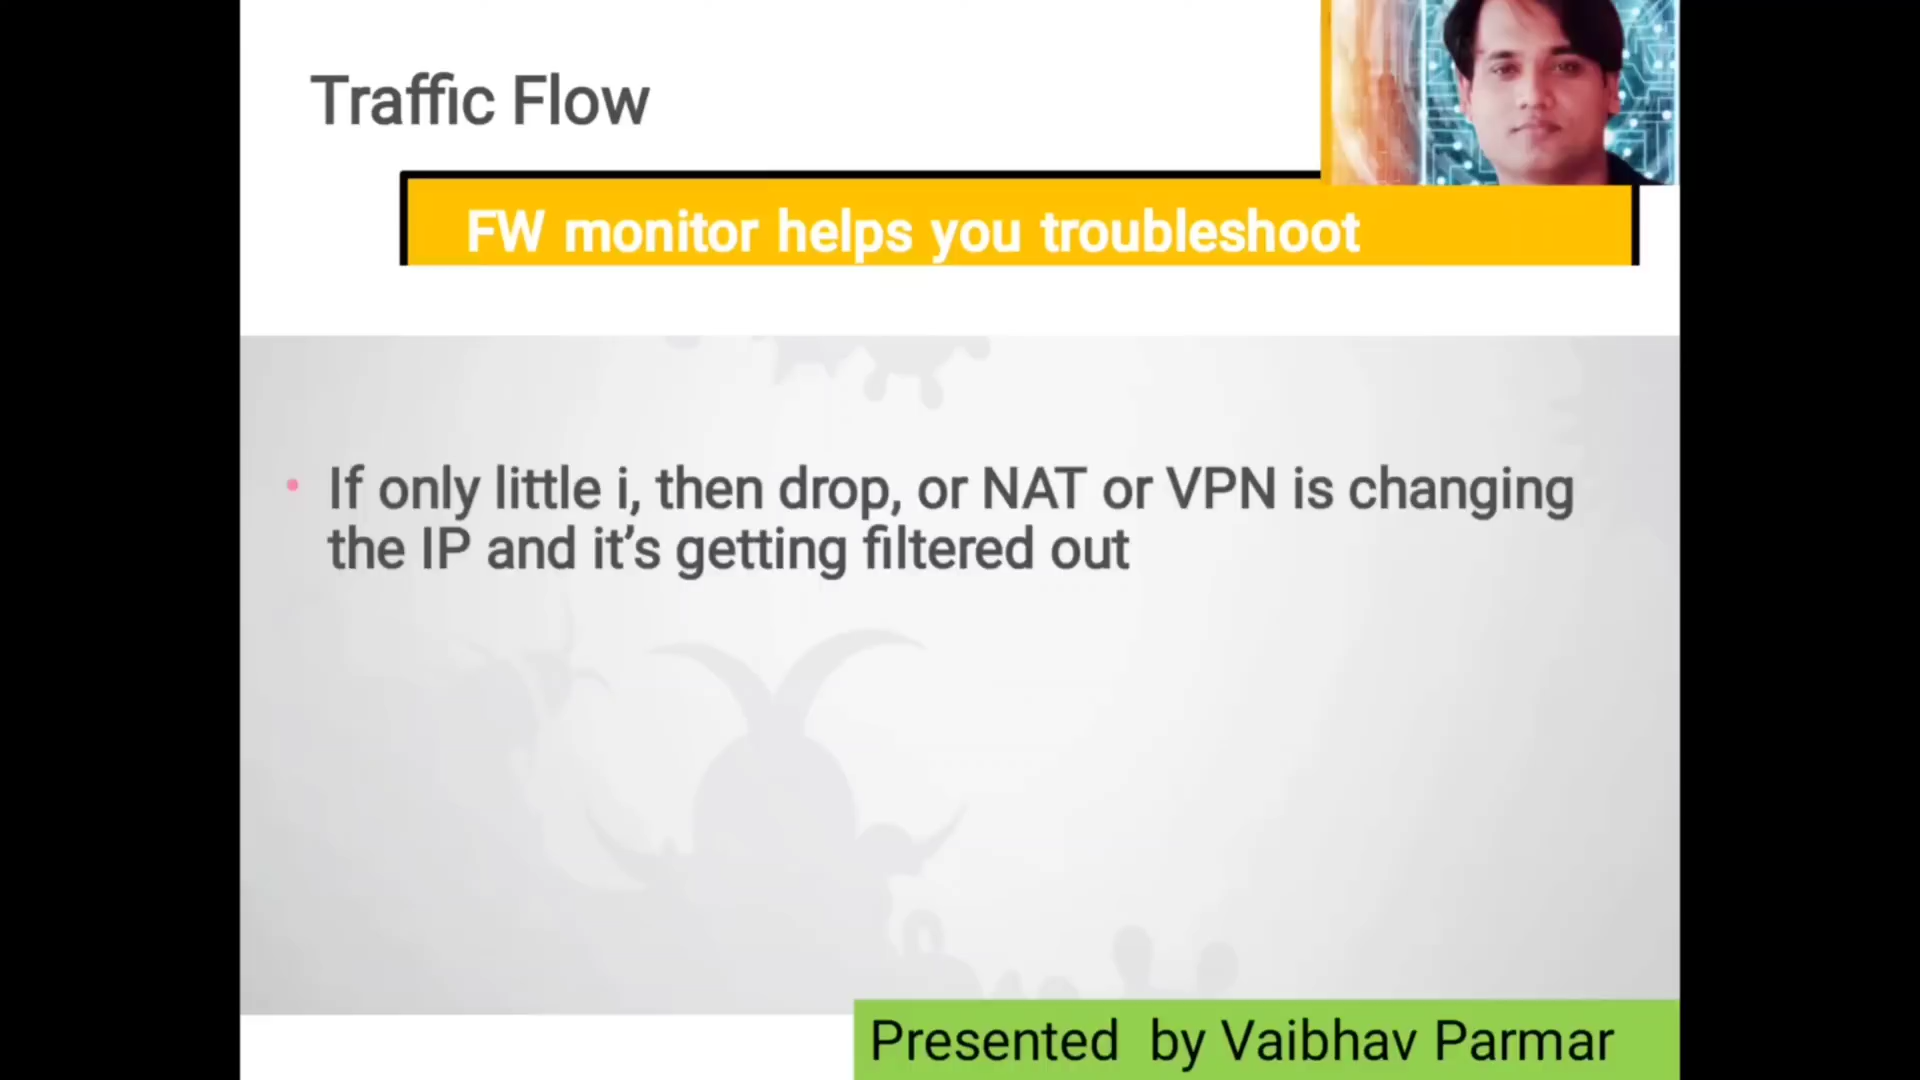 Traffic Flow
FW monitor helps you troubleshoot
• If only little i, then drop, or NAT or VPN is changing
the IP and it’s getting filtered out
Presented by Vaibhav Parmar